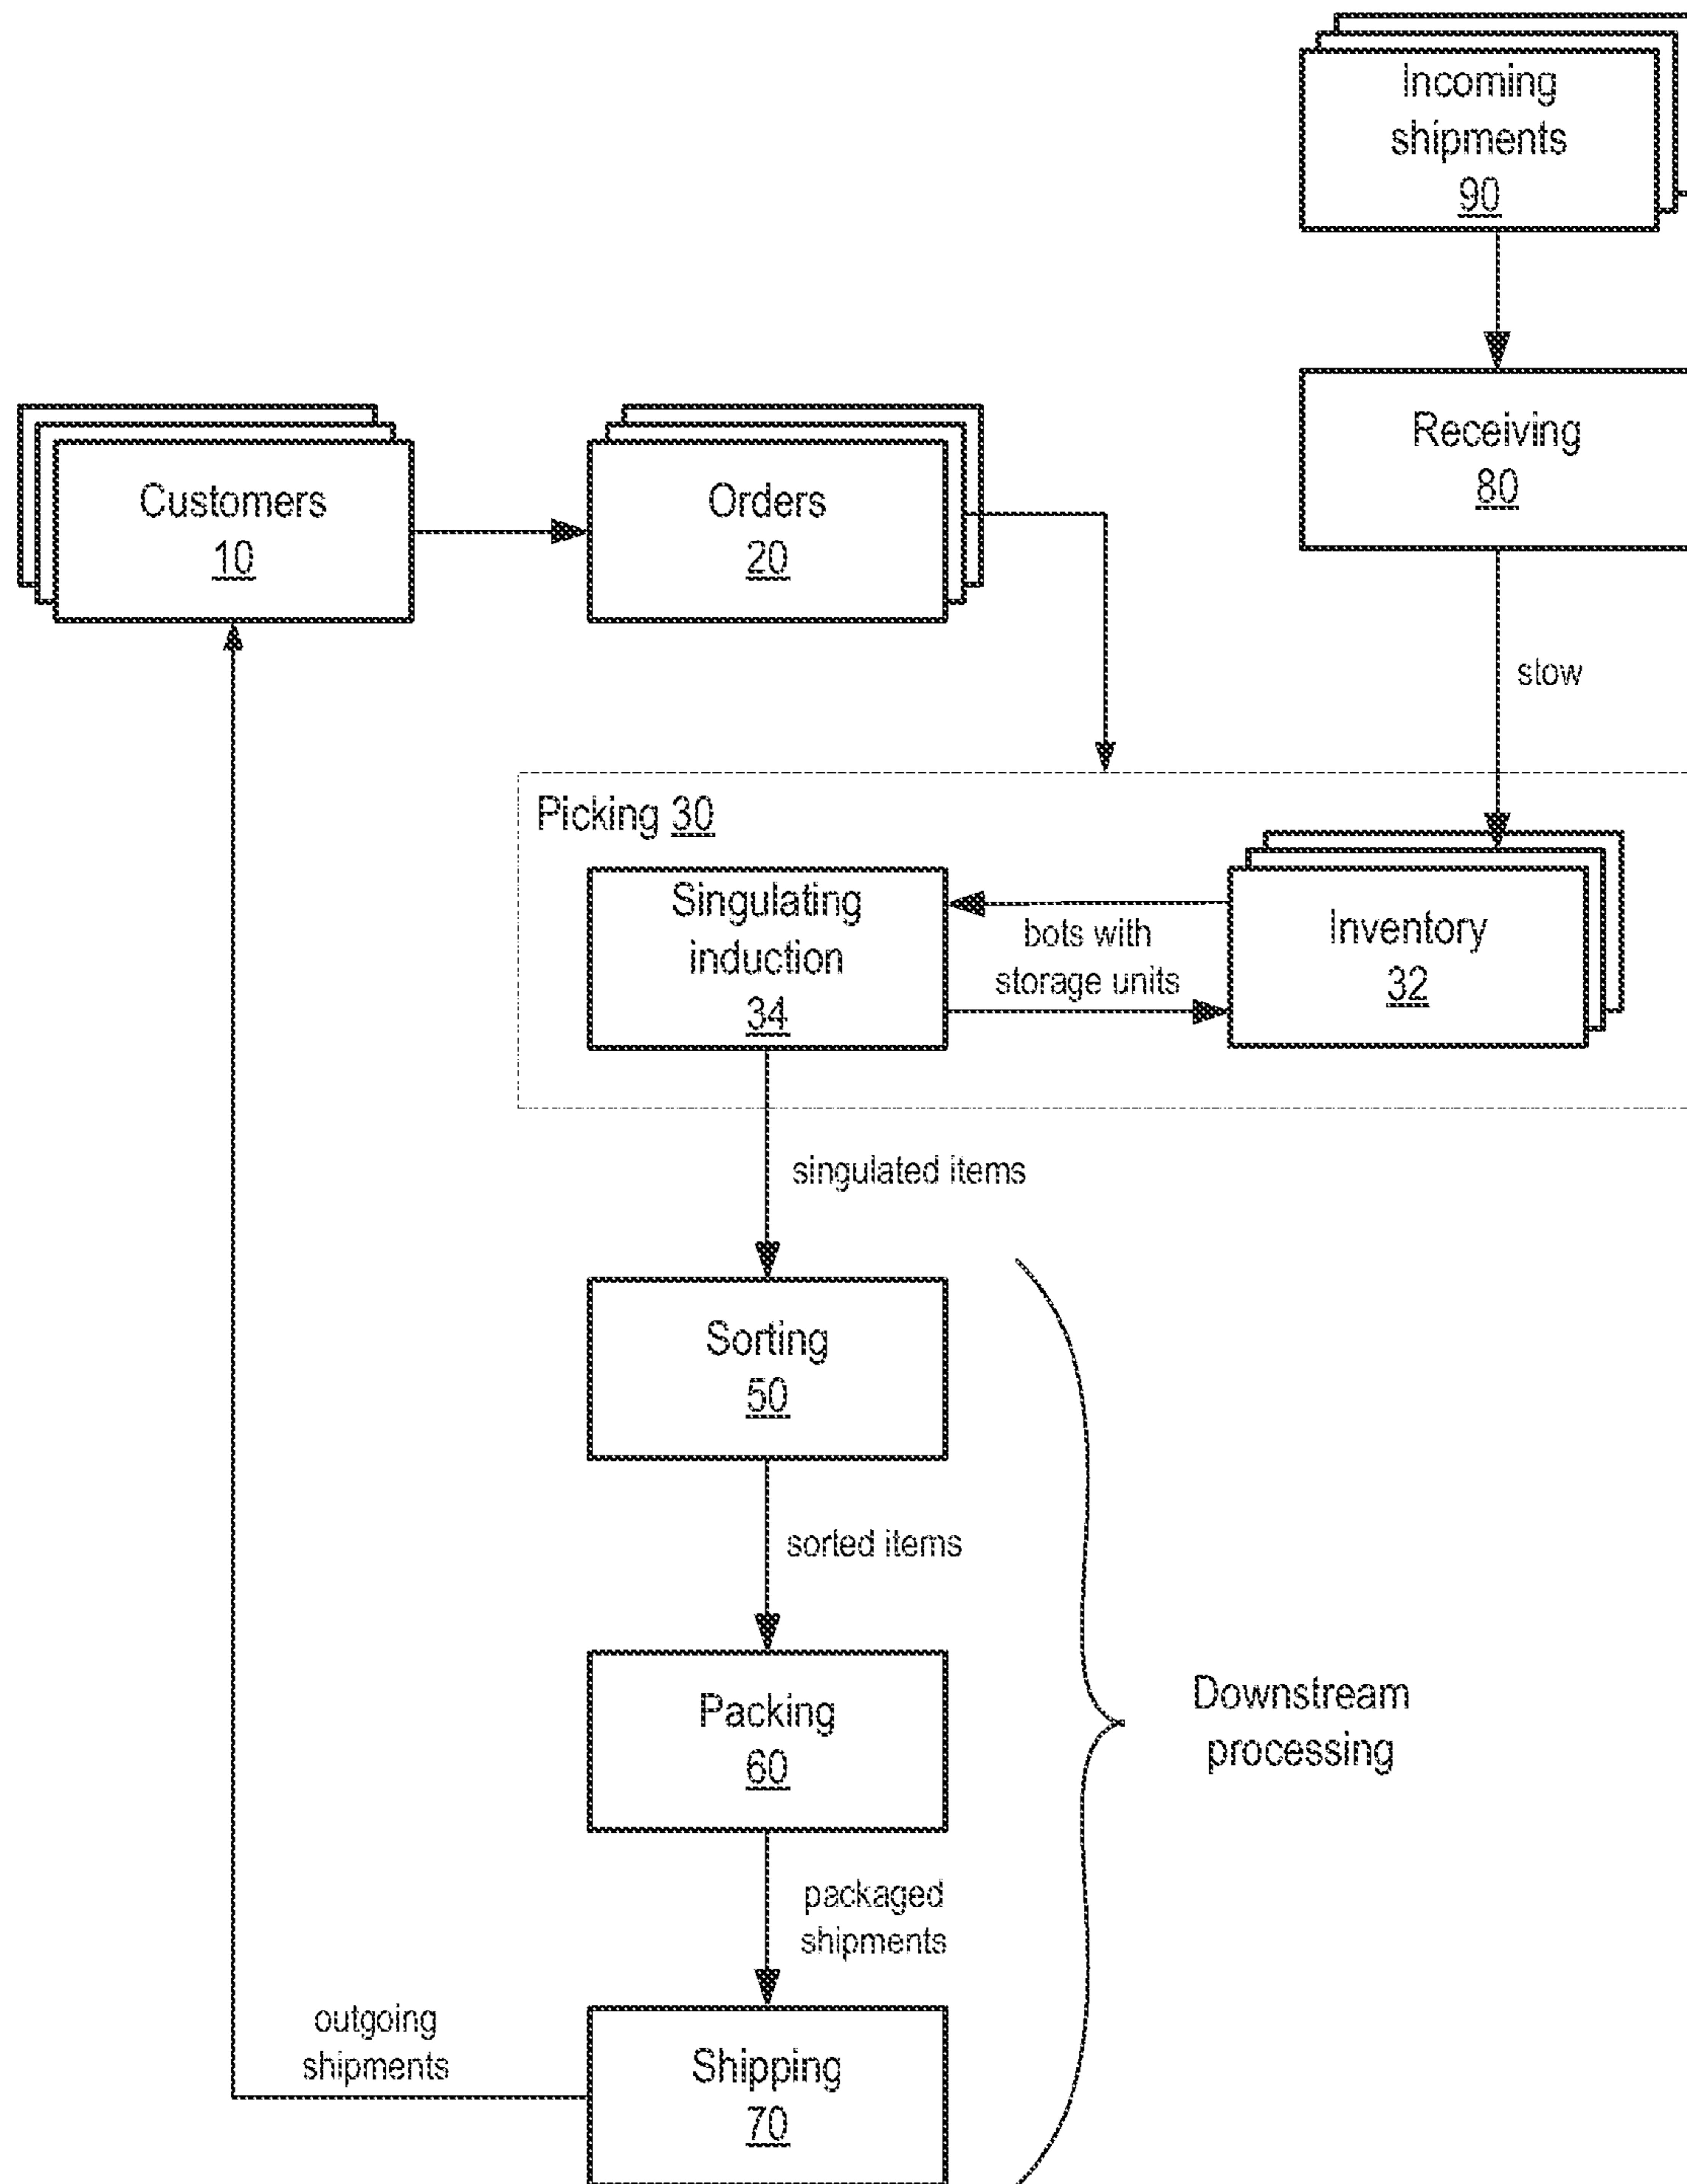 Incoming
shipments
90
Receiving
80
Customers
10
Orders
20
stow
Picking 30
Singulating
induction
34
bots with
storage units
Inventory
32
singulated items
Sorting
50
sorted items
Packing
60
Downstream
processing
packaged
shipments
outgoing
shipments
Shipping
70